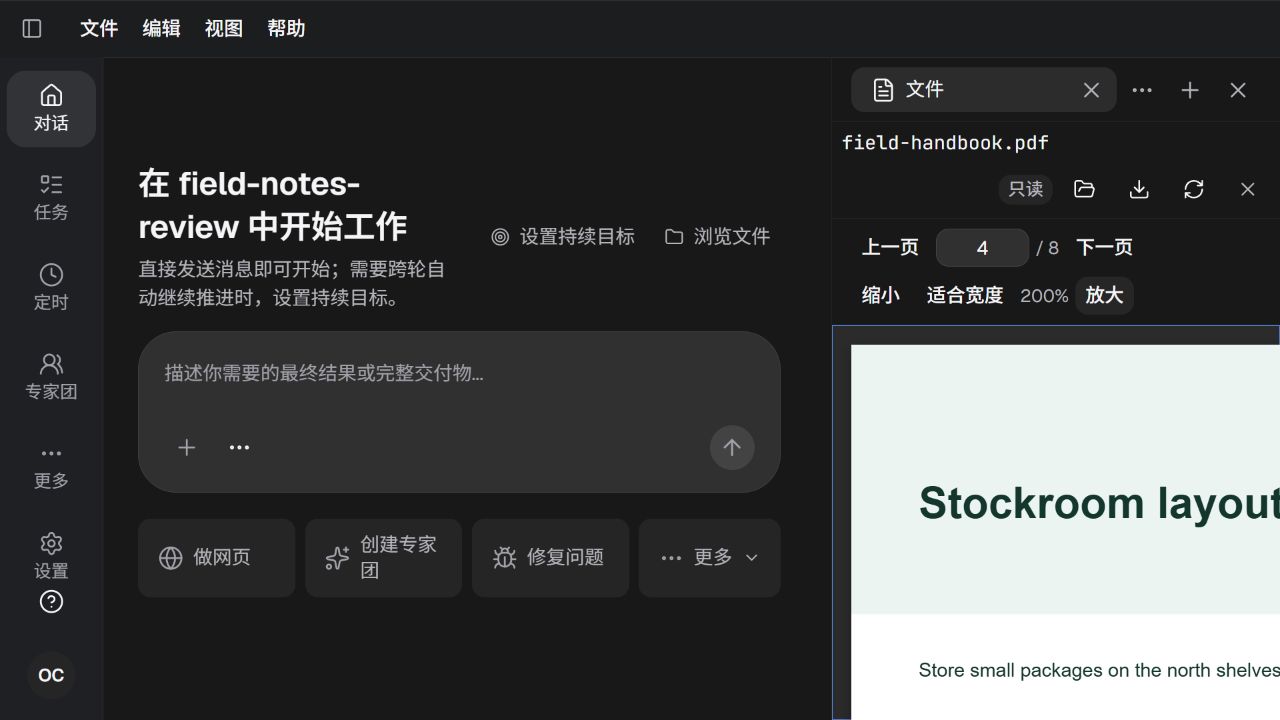 文件 编辑 视图 帮助
对话
任务
定时
专家团
更多
设置
OC
在 field-notes-
review 中开始工作
直接发送消息即可开始；需要跨轮自
动继续推进时，设置持续目标。
设置持续目标 浏览文件
描述你需要的最终结果或完整交付物...
做网页
创建专家
团
修复问题
更多
文件
field-handbook.pdf
只读
上一页 4 / 8 下一页
缩小 适合宽度 200% 放大
Stockroom layout
Store small packages on the north shelves